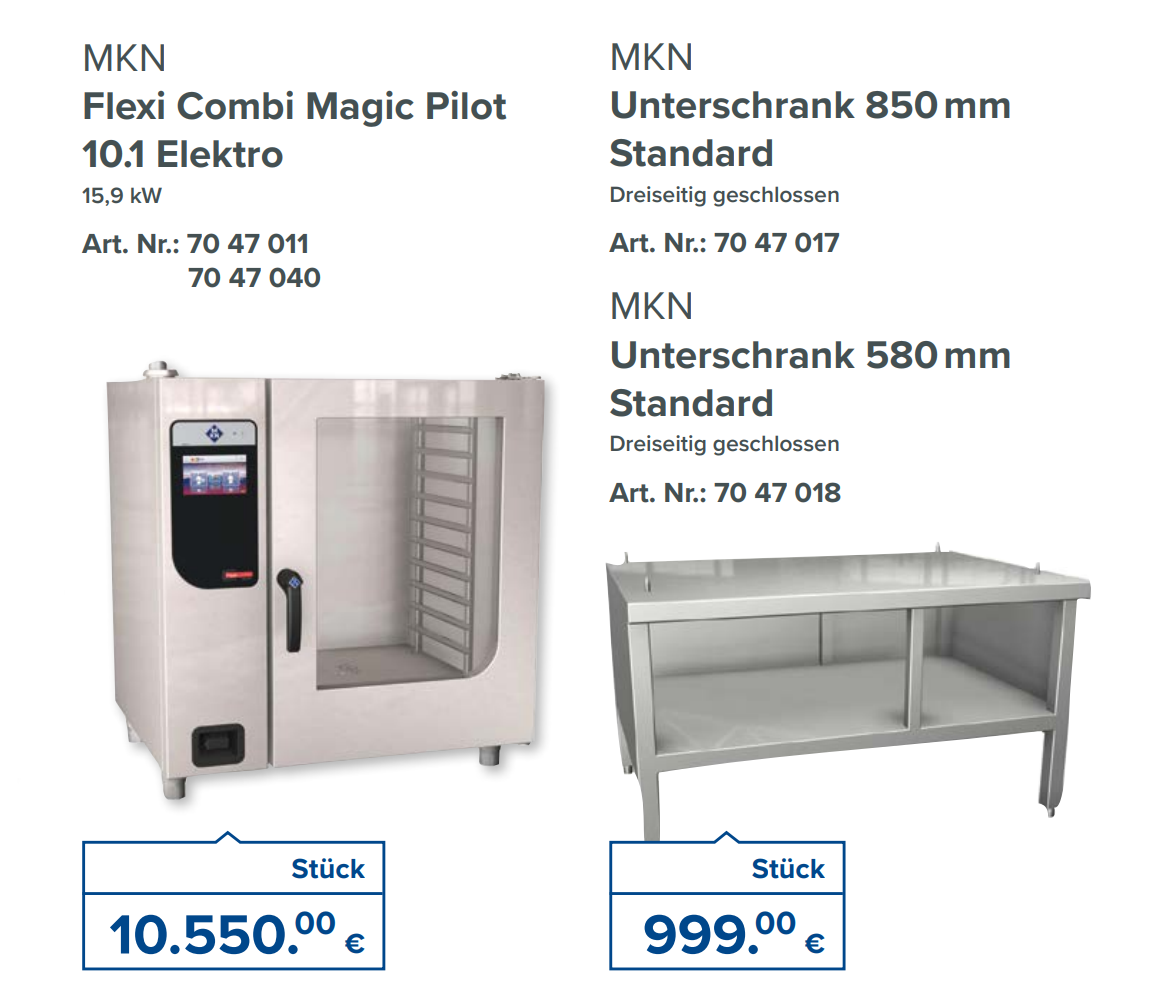 MKN
Flexi Combi Magic Pilot
10.1 Elektro
15,9 kW
Art. Nr.: 70 47 011
70 47 040
Stück
10.550.00 €
MKN
Unterschrank 850 mm
Standard
Dreiseitig geschlossen
Art. Nr.: 70 47 017
MKN
Unterschrank 580 mm
Standard
Dreiseitig geschlossen
Art. Nr.: 70 47 018
Stück
999.00 €